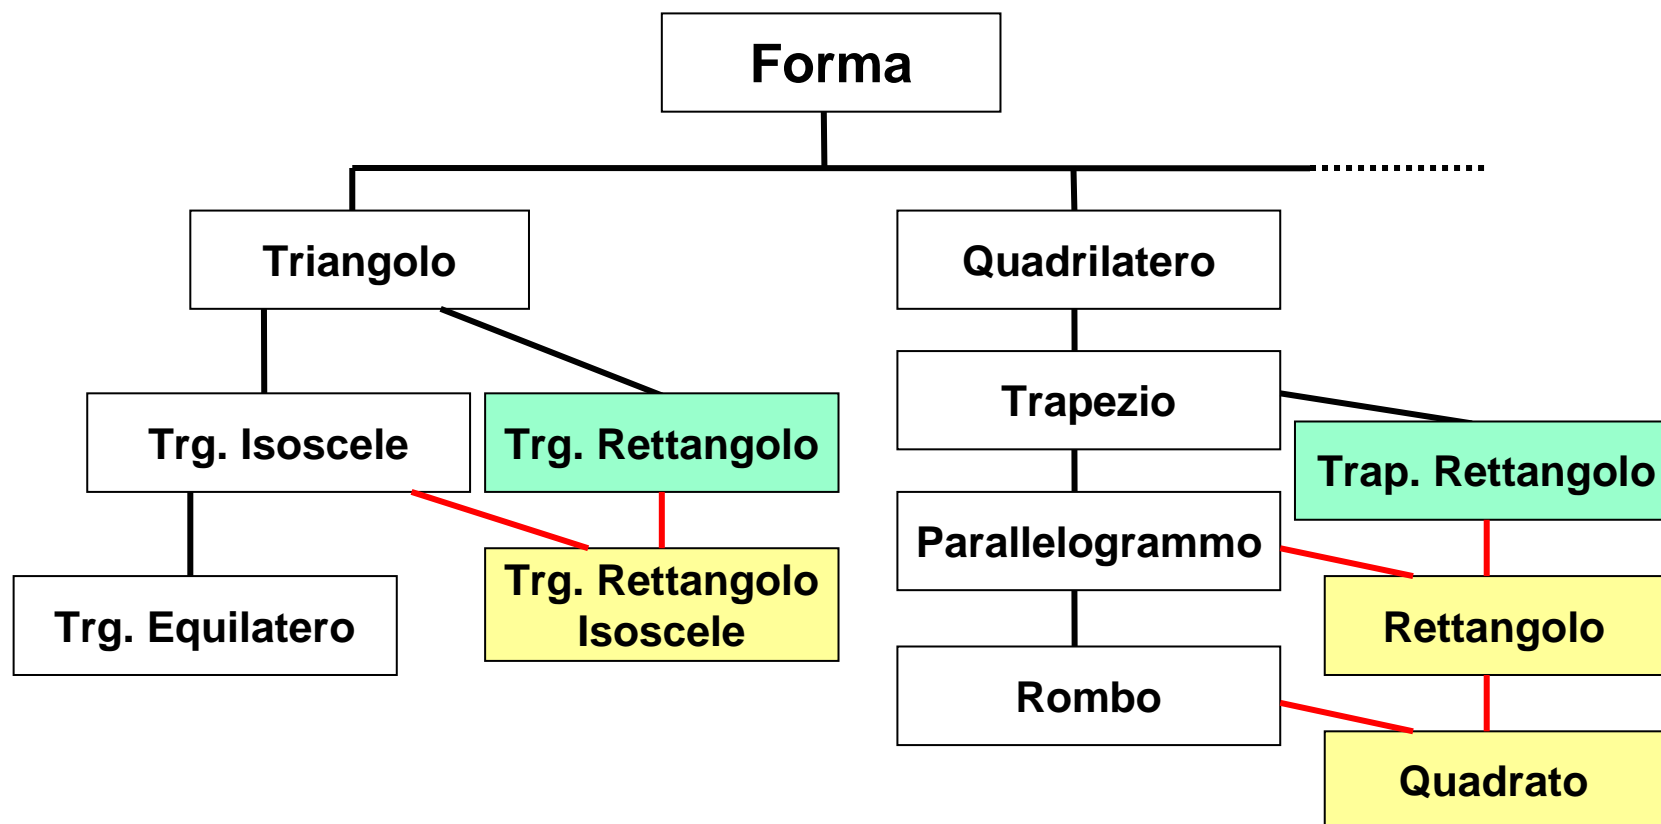 Forma
Triangolo
Quadrilatero
Trapezio
Trg. Isoscele
Trg. Rettangolo
Trap. Rettangolo
Parallelogrammo
Trg. Equilatero
Trg. Rettangolo
Isoscele
Rettangolo
Rombo
Quadrato